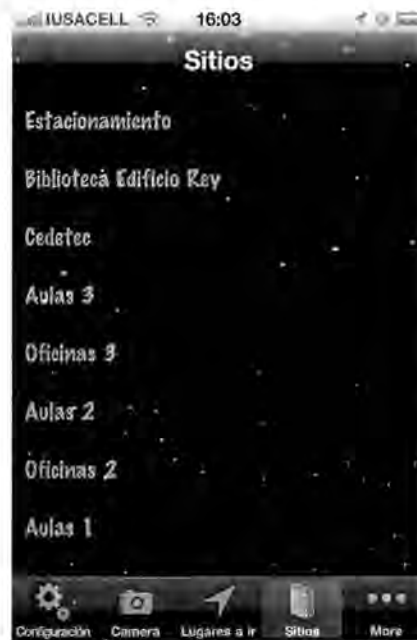 IUSACELL 16:03
Sitios
Estacionamiento
Biblioteca Edificio Rey
Cedetec
Aulas 3
Oficinas 3
Aulas 2
Oficinas 2
Aulas 1
Configuración Camera Lugares a ir Sitios More